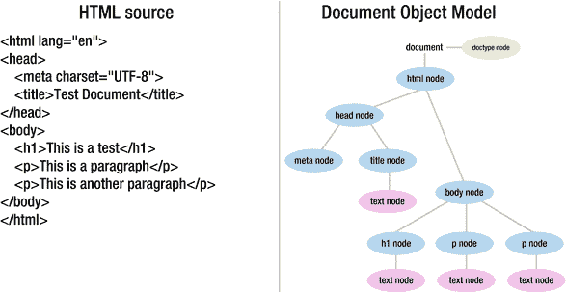 HTML source
<html lang="en">
<head>
<meta charset="UTF-8">
<title>Test Document</title>
</head>
<body>
<h1>This is a test</h1>
<p>This is a paragraph</p>
<p>This is another paragraph</p>
</body>
</html>
Document Object Model
document
doctype node
html node
head node
meta node
title node
text node
body node
h1 node
p node
p node
text node
text node
text node